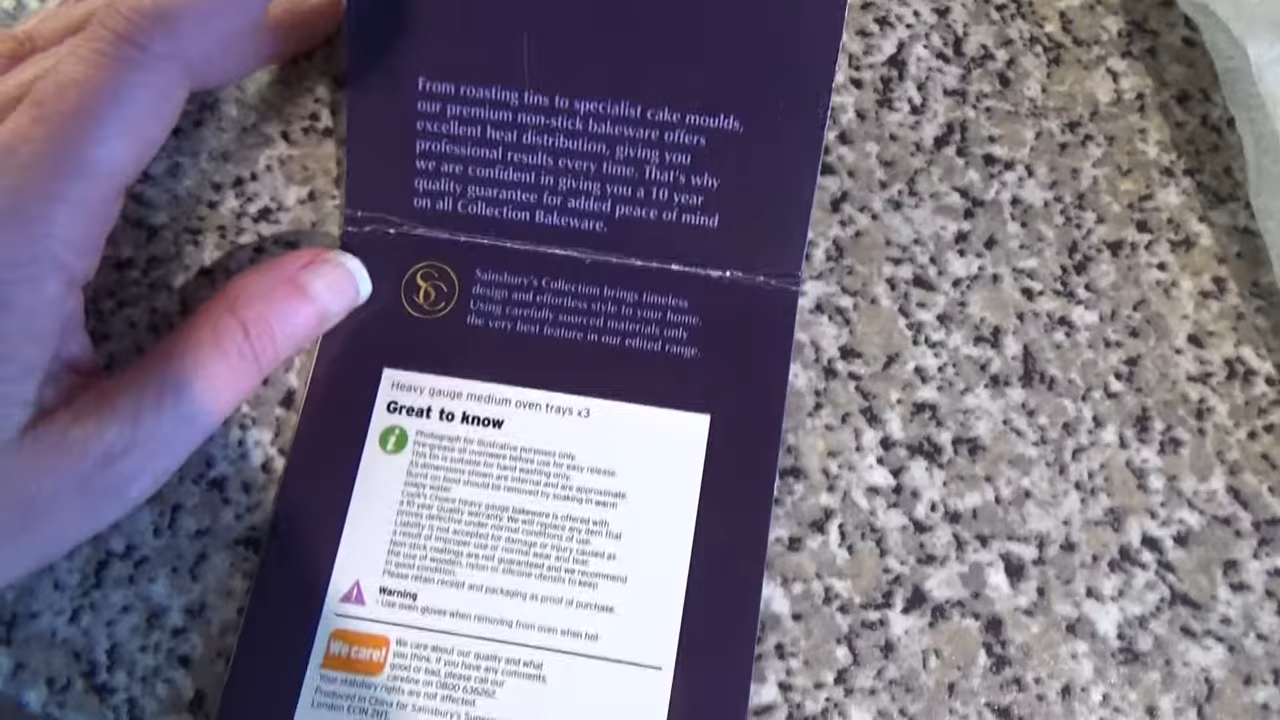 From roasting tins to specialist cake moulds,
our premium non-stick bakeware offers
excellent heat distribution, giving you
professional results every time. That's why
we are confident in giving you a 10 year
quality guarantee for added peace of mind
on all Collection Bakeware.
SC
Sainsbury's Collection brings timeless
design and effortless style to your home.
Using carefully sourced materials only
the very best feature in our edited range.
Heavy gauge medium oven trays x3
Great to know
i
Photograph for illustrative purposes only.
Pre-grease all ovenware before use for easy release.
This tin is suitable for hand washing only.
All dimensions shown are internal and are approximate.
Burnt on food should be removed by soaking in warm
soapy water.
Cook's Choice heavy gauge bakeware is offered with
a 10 year Quality warranty. We will replace any item that
proves defective under normal conditions of use.
Liability is not accepted for damage or injury caused as
a result of improper use or normal wear and tear.
Non-stick coatings are not guaranteed and we recommend
the use of wooden, nylon or silicone utensils to keep
in good condition.
Please retain receipt and packaging as proof of purchase.
Warning
- Use oven gloves when removing from oven when hot
We care!
We care about our quality and what
you think. If you have any comments,
good or bad, please call our
careline on 0800 636262.
Your statutory rights are not affected.
Produced in China for Sainsbury's
London EC1N 2HT